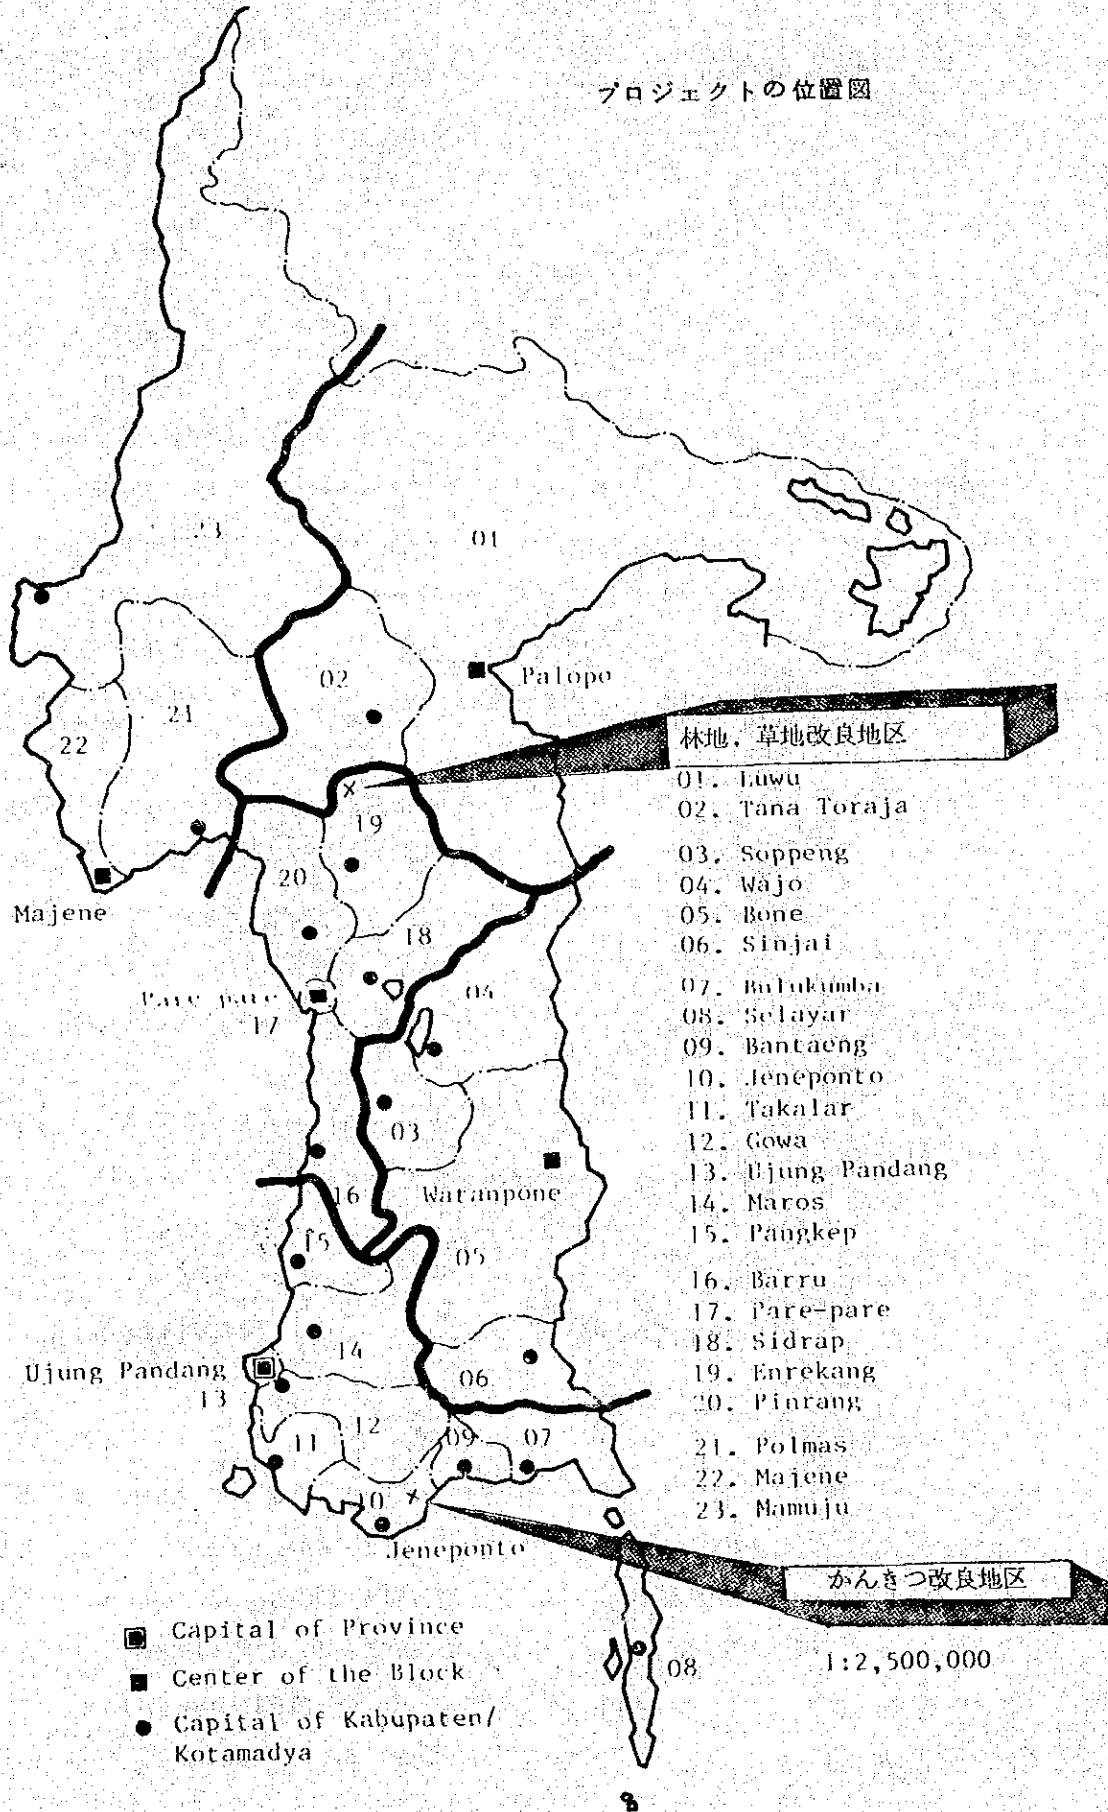 プロジェクトの位置図
23
01
02
Palopo
21
22
林地，草地改良地区
01. Luwu
02. Tana Toraja
03. Soppeng
04. Wajo
05. Bone
06. Sinjai
07. Bulukumba
08. Selayar
09. Bantaeng
10. Jeneponto
11. Takalar
12. Gowa
13. Ujung Pandang
14. Maros
15. Pangkep
16. Barru
17. Pare-pare
18. Sidrap
19. Enrekang
20. Pinrang
21. Polmas
22. Majene
23. Mamuju
19
20
Majene
18
Pare pare
17
04
03
Watanpone
16
15
05
14
Ujung Pandang
13
06
12
11
09
07
10
Jeneponto
かんきつ改良地区
08
1:2,500,000
Capital of Province
Center of the Block
Capital of Kabupaten/
Kotamadya
8